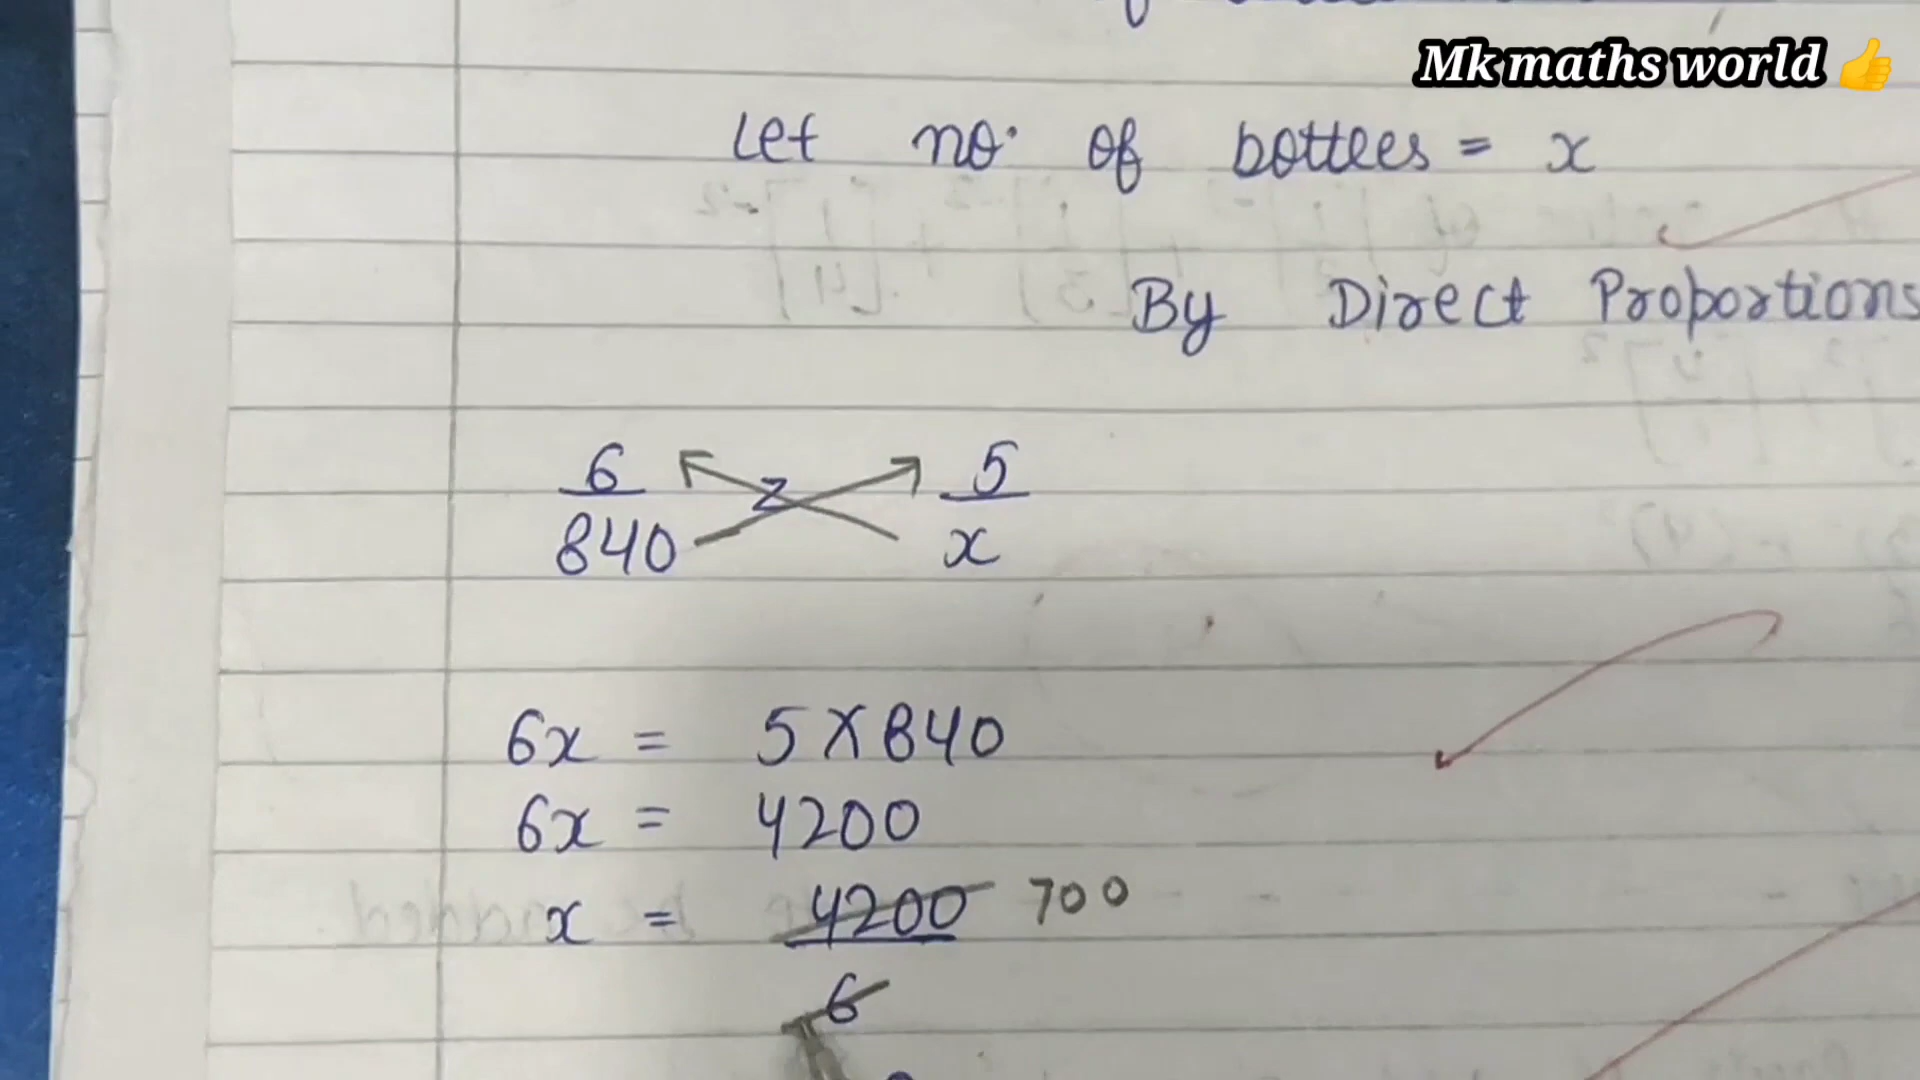 Mk maths world 👍
Let no. of bottles = x
By Direct Proportions
6/840 = 5/x
6x = 5 X 840
6x = 4200
x = 4200/6 700